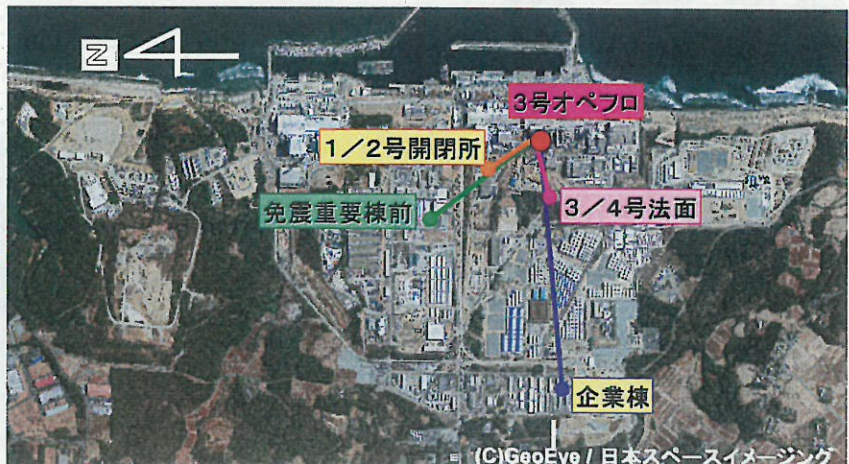 N
3号オペフロ
1／2号開閉所
免震重要棟前
3／4号法面
企業棟
(C)GeoEye / 日本スペースイメージング